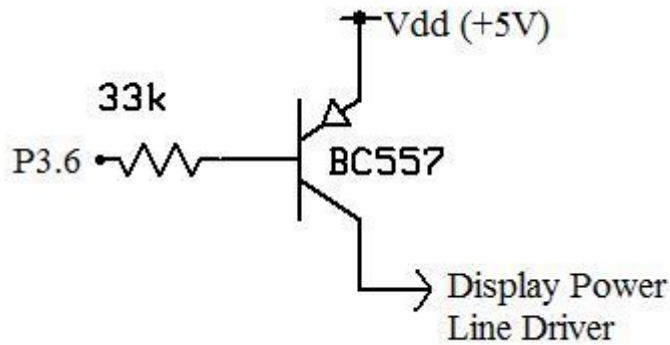 Vdd (+5V)
33k
P3.6
BC557
Display Power
Line Driver